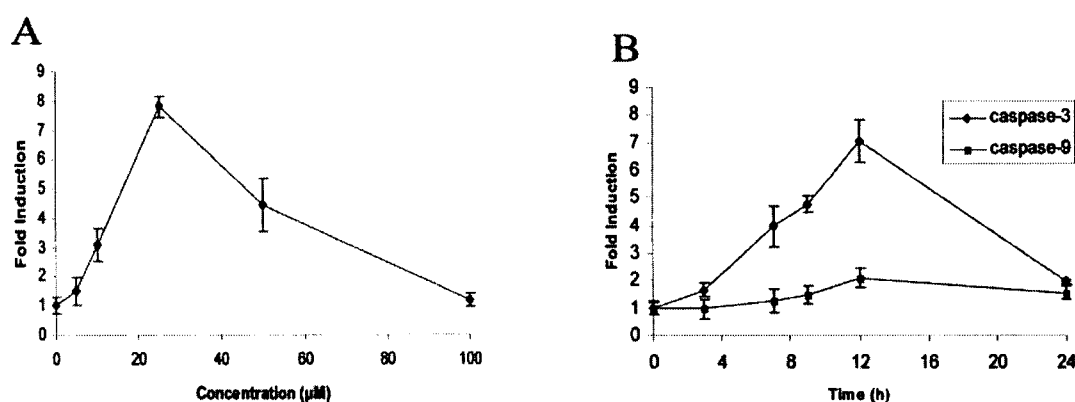 A
Fold Induction
9
8
7
6
5
4
3
2
1
0
0 20 40 60 80 100
Concentration (µM)
B
Fold Induction
9
8
7
6
5
4
3
2
1
0
0 4 8 12 16 20 24
Time (h)
caspase-3
caspase-9